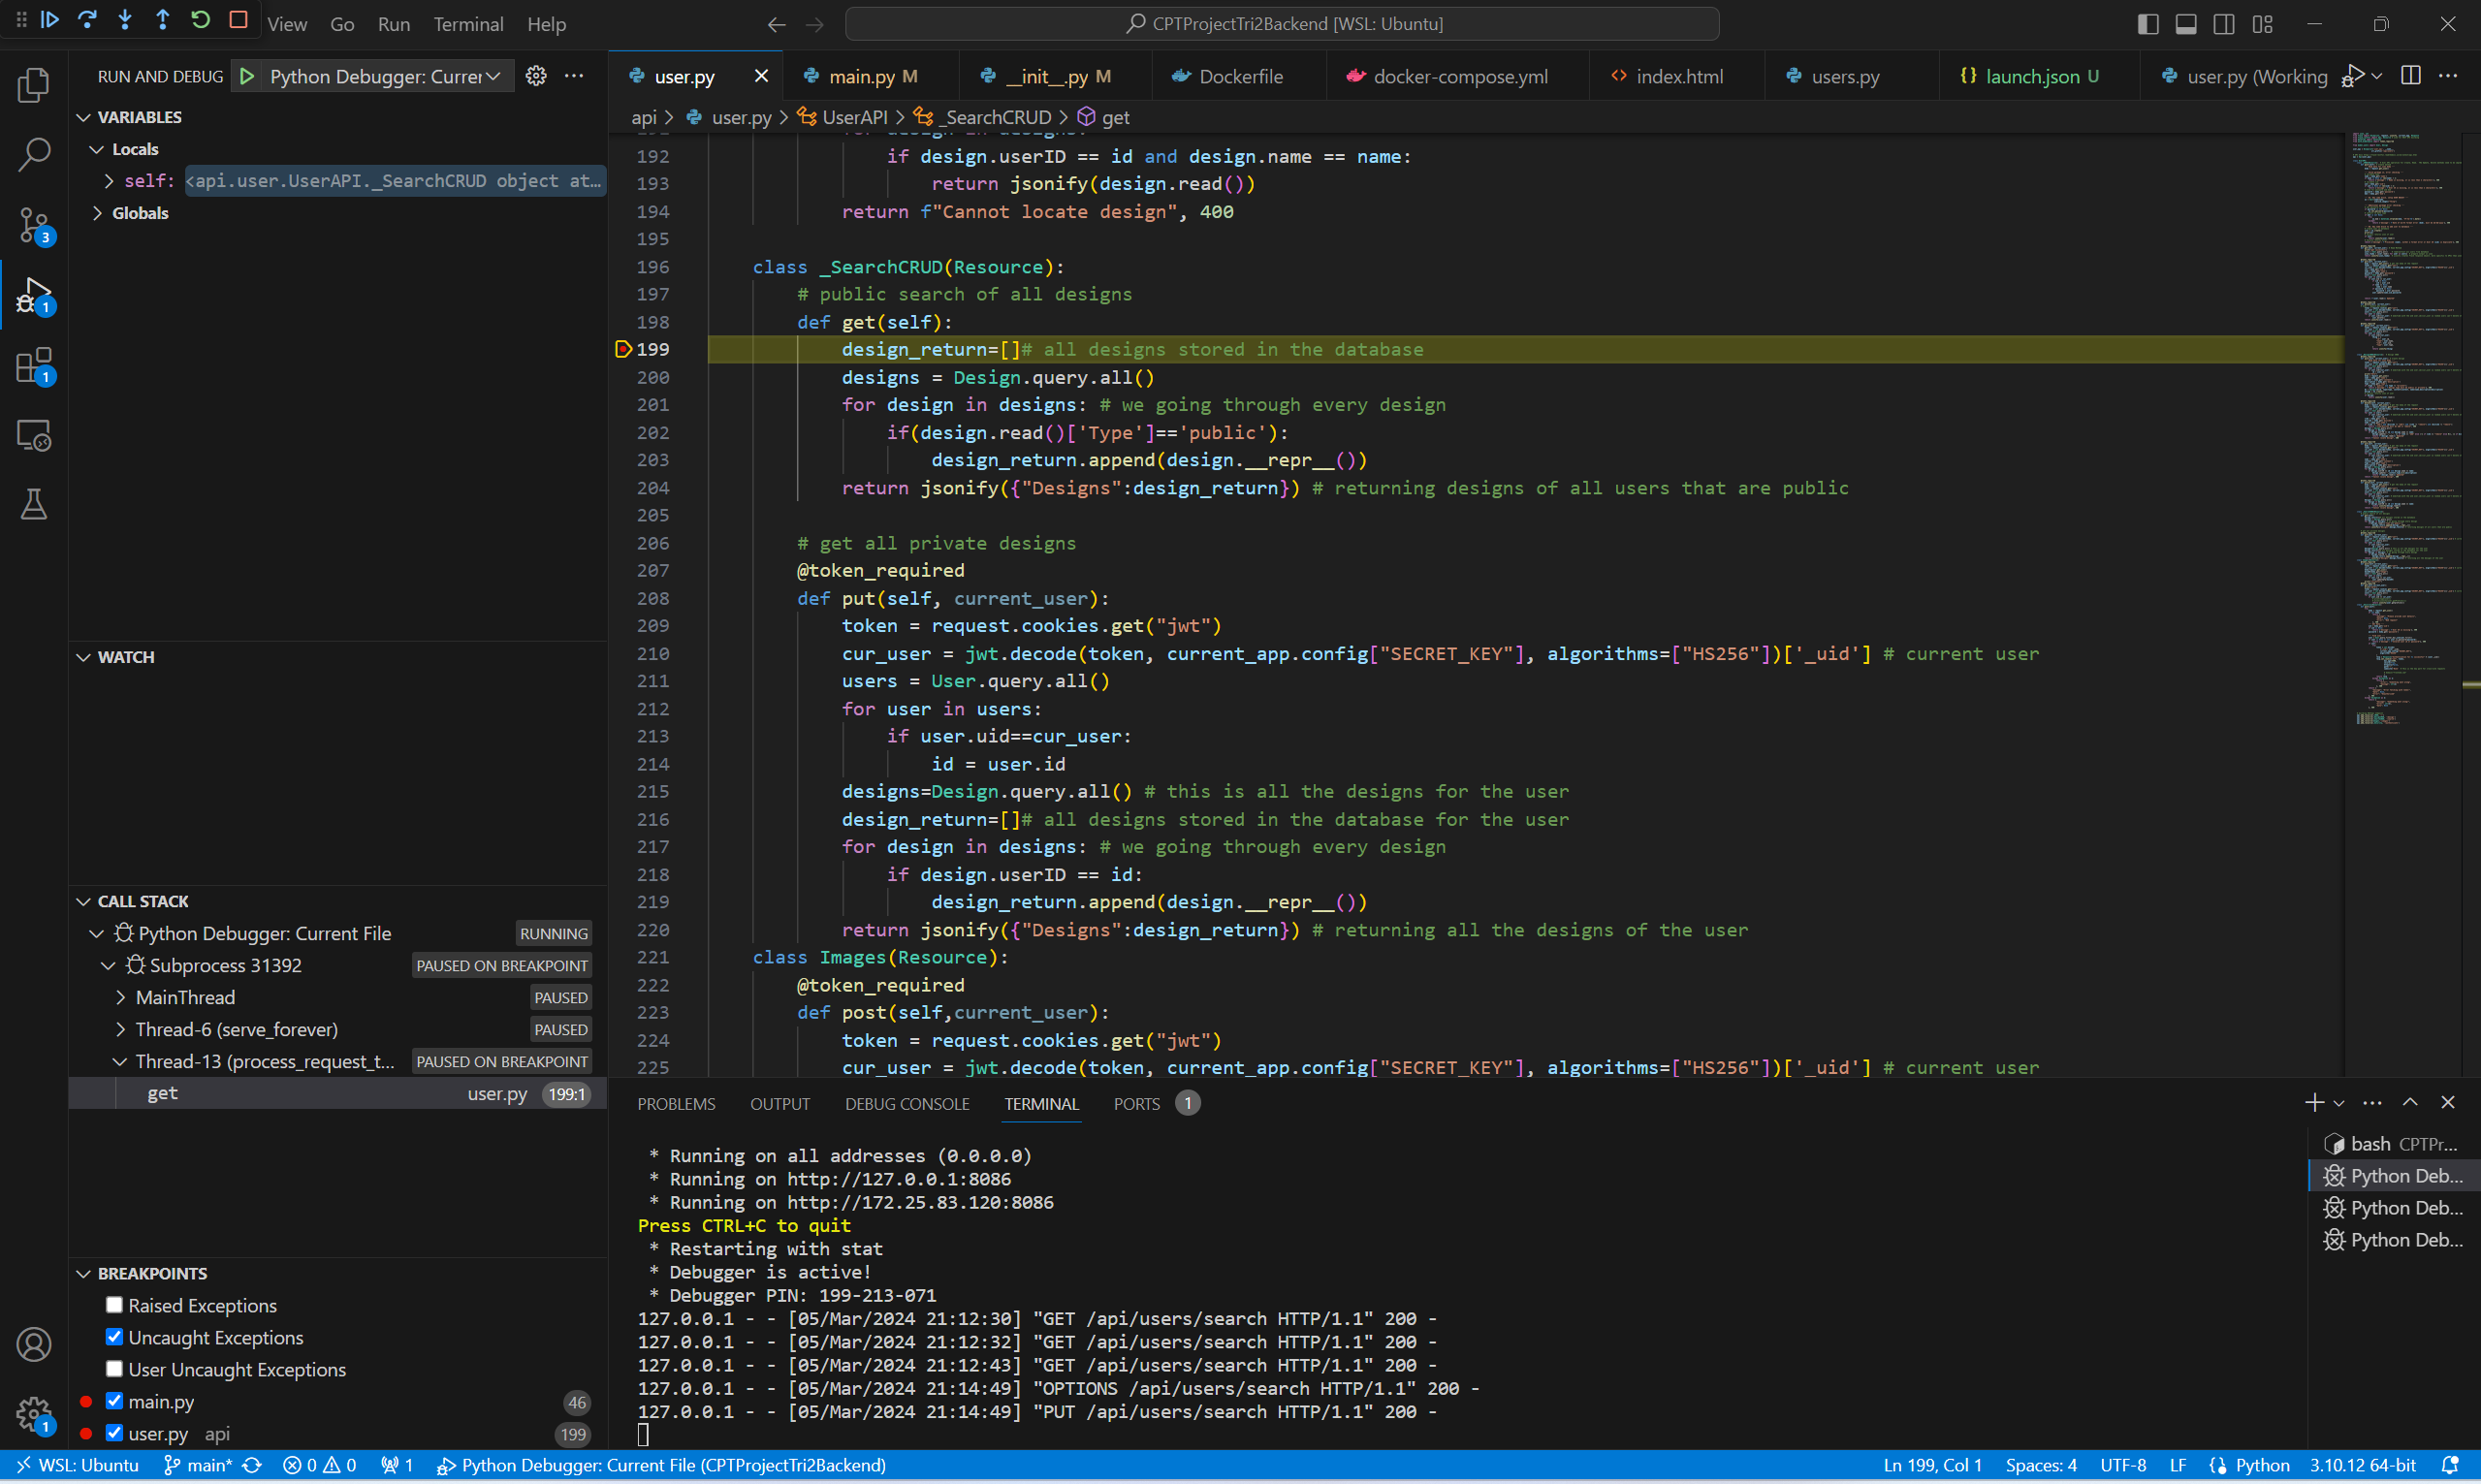 View Go Run Terminal Help
CPTProjectTri2Backend [WSL: Ubuntu]
RUN AND DEBUG
Python Debugger: Currer
VARIABLES
Locals
self: <api.user.UserAPI._SearchCRUD object at...
Globals
WATCH
CALL STACK
Python Debugger: Current File RUNNING
Subprocess 31392 PAUSED ON BREAKPOINT
MainThread PAUSED
Thread-6 (serve_forever) PAUSED
Thread-13 (process_request_t... PAUSED ON BREAKPOINT
get user.py 199:1
BREAKPOINTS
Raised Exceptions
Uncaught Exceptions
User Uncaught Exceptions
main.py 46
user.py api 199
3
1
1
1
user.py main.py M __init__.py M Dockerfile docker-compose.yml index.html users.py {} launch.json U user.py (Working
api > user.py > UserAPI > _SearchCRUD > get
192 if design.userID == id and design.name == name:
193 return jsonify(design.read())
194 return f"Cannot locate design", 400
195
196 class _SearchCRUD(Resource):
197 # public search of all designs
198 def get(self):
199 design_return=[]# all designs stored in the database
200 designs = Design.query.all()
201 for design in designs: # we going through every design
202 if(design.read()['Type']=='public'):
203 design_return.append(design.__repr__())
204 return jsonify({"Designs":design_return}) # returning designs of all users that are public
205
206 # get all private designs
207 @token_required
208 def put(self, current_user):
209 token = request.cookies.get("jwt")
210 cur_user = jwt.decode(token, current_app.config["SECRET_KEY"], algorithms=["HS256"])['_uid'] # current user
211 users = User.query.all()
212 for user in users:
213 if user.uid==cur_user:
214 id = user.id
215 designs=Design.query.all() # this is all the designs for the user
216 design_return=[]# all designs stored in the database for the user
217 for design in designs: # we going through every design
218 if design.userID == id:
219 design_return.append(design.__repr__())
220 return jsonify({"Designs":design_return}) # returning all the designs of the user
221 class Images(Resource):
222 @token_required
223 def post(self,current_user):
224 token = request.cookies.get("jwt")
225 cur_user = jwt.decode(token, current_app.config["SECRET_KEY"], algorithms=["HS256"])['_uid'] # current user
PROBLEMS OUTPUT DEBUG CONSOLE TERMINAL PORTS 1
* Running on all addresses (0.0.0.0)
* Running on http://127.0.0.1:8086
* Running on http://172.25.83.120:8086
Press CTRL+C to quit
* Restarting with stat
* Debugger is active!
* Debugger PIN: 199-213-071
127.0.0.1 - - [05/Mar/2024 21:12:30] "GET /api/users/search HTTP/1.1" 200 -
127.0.0.1 - - [05/Mar/2024 21:12:32] "GET /api/users/search HTTP/1.1" 200 -
127.0.0.1 - - [05/Mar/2024 21:12:43] "GET /api/users/search HTTP/1.1" 200 -
127.0.0.1 - - [05/Mar/2024 21:14:49] "OPTIONS /api/users/search HTTP/1.1" 200 -
127.0.0.1 - - [05/Mar/2024 21:14:49] "PUT /api/users/search HTTP/1.1" 200 -
bash CPTPr...
Python Deb...
Python Deb...
Python Deb...
WSL: Ubuntu main* 0 0 1 Python Debugger: Current File (CPTProjectTri2Backend) Ln 199, Col 1 Spaces: 4 UTF-8 LF Python 3.10.12 64-bit